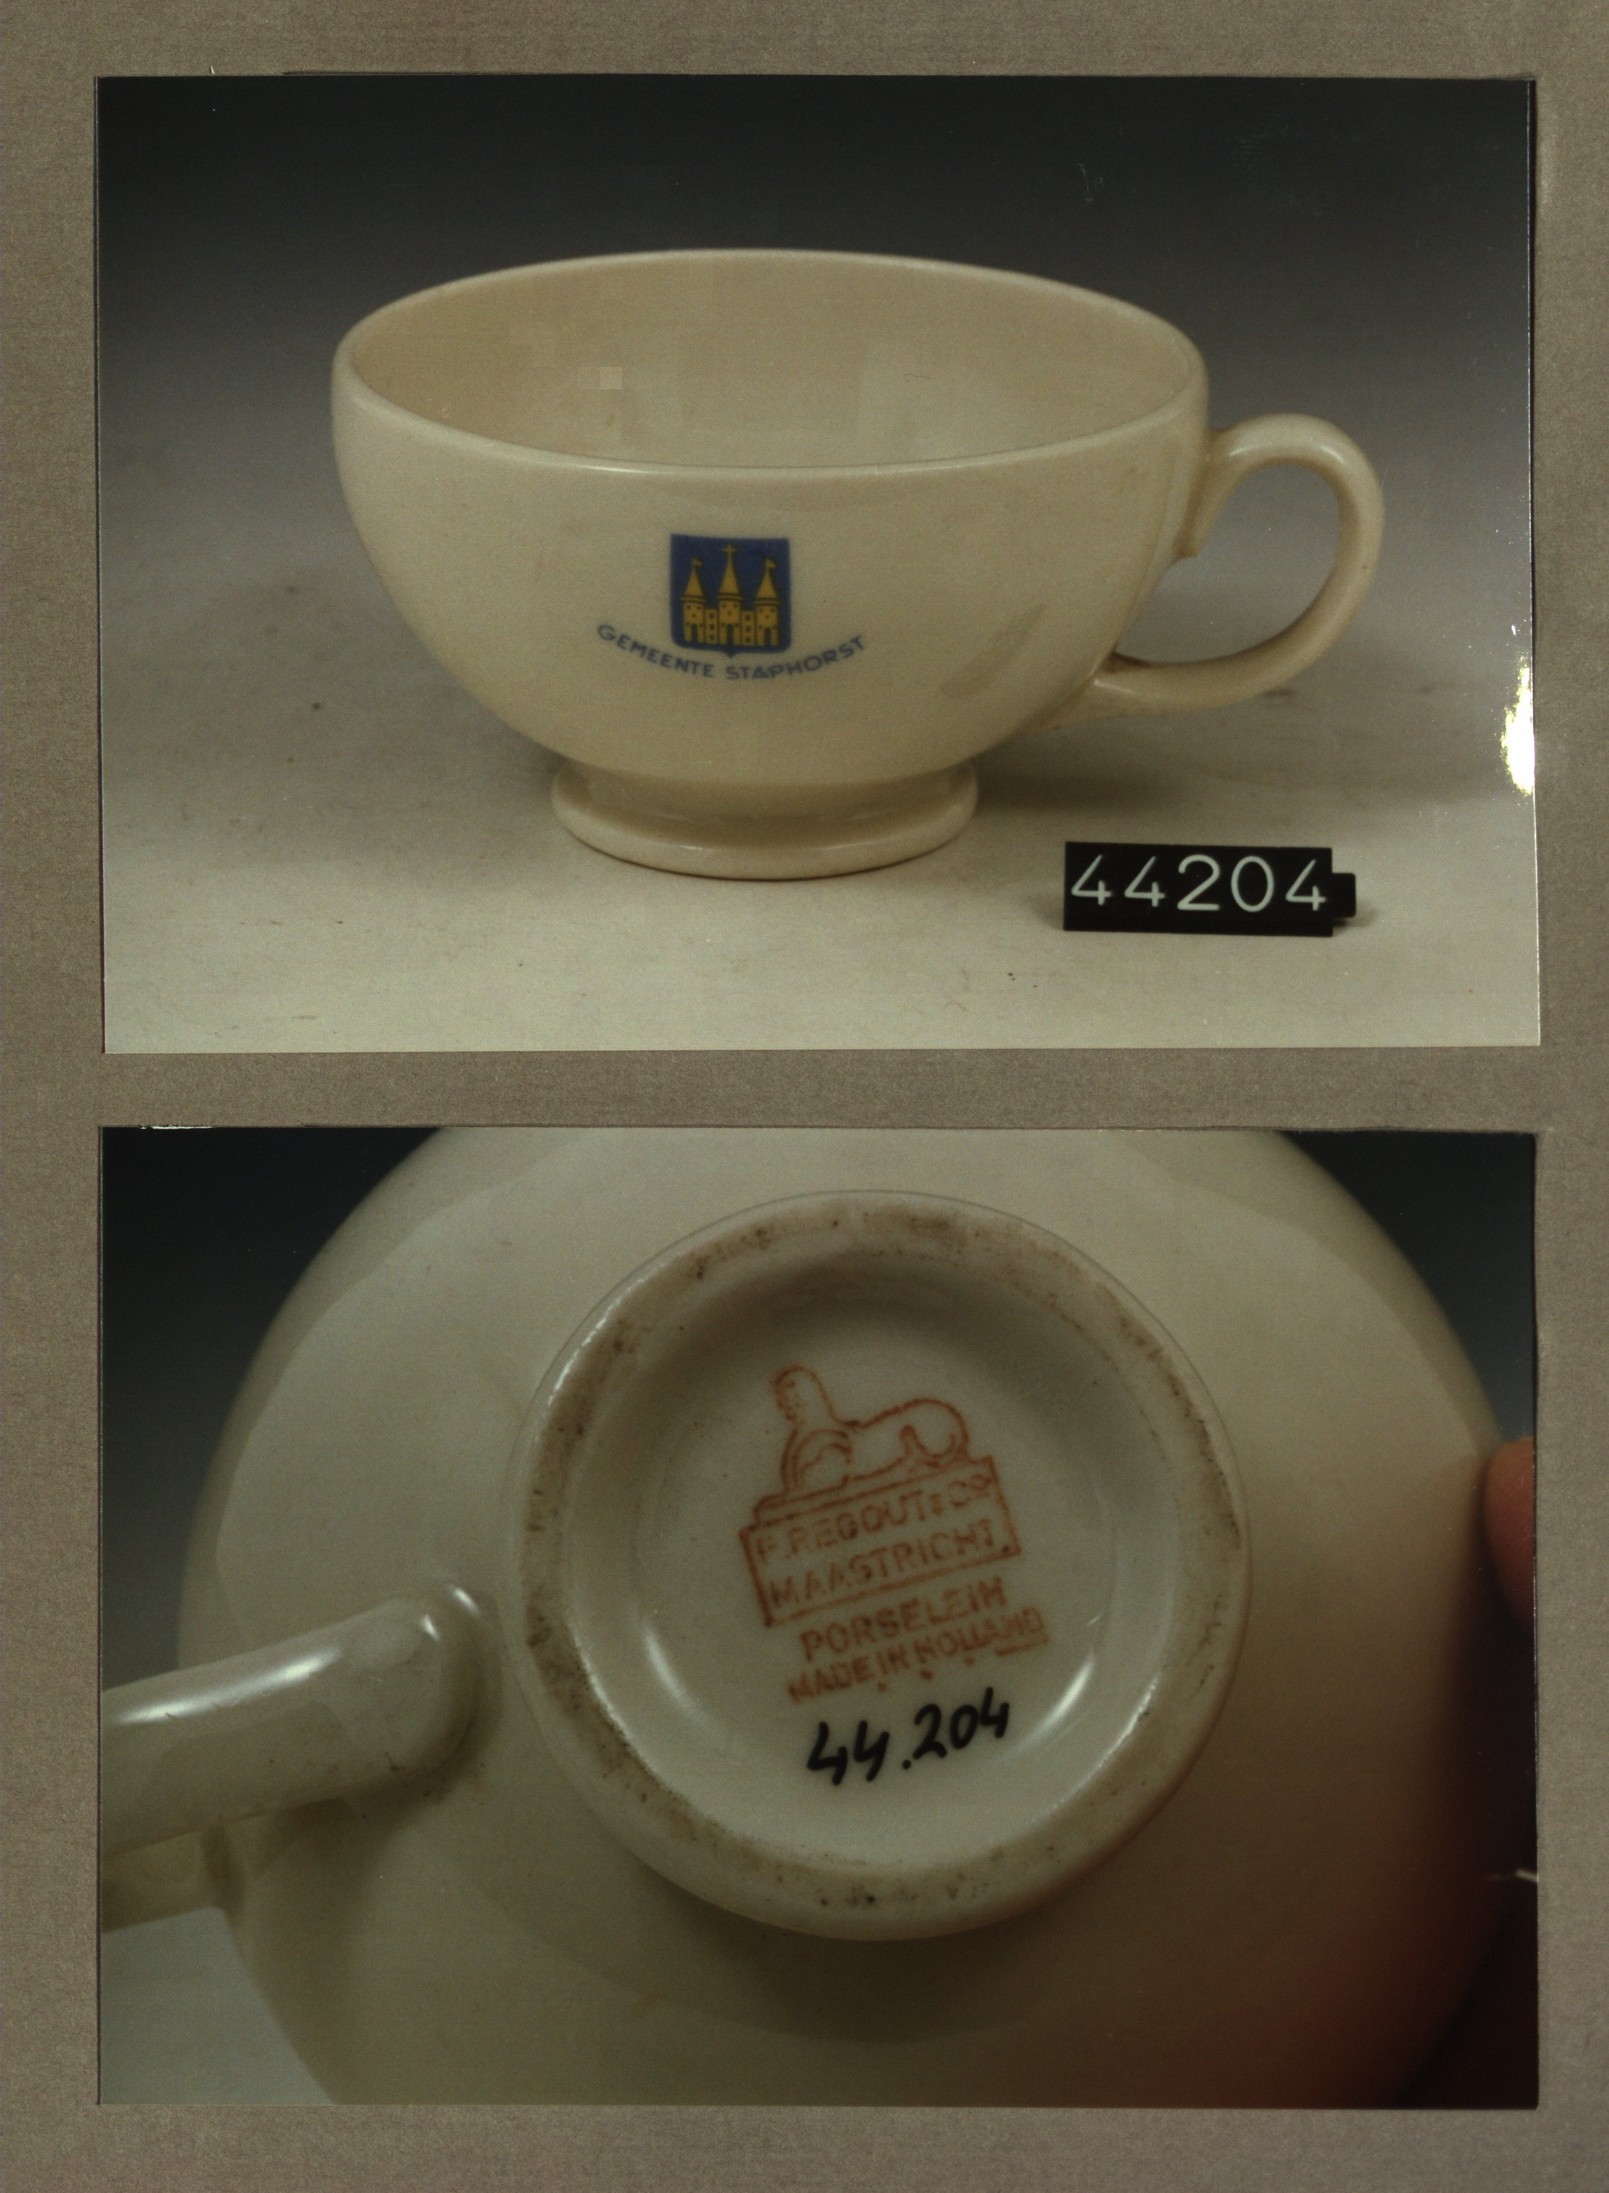 GEMEENTE STAPHORST
44204
P. REGOUT & Co
MAASTRICHT
PORSELEIN
MADE IN HOLLAND
44.204